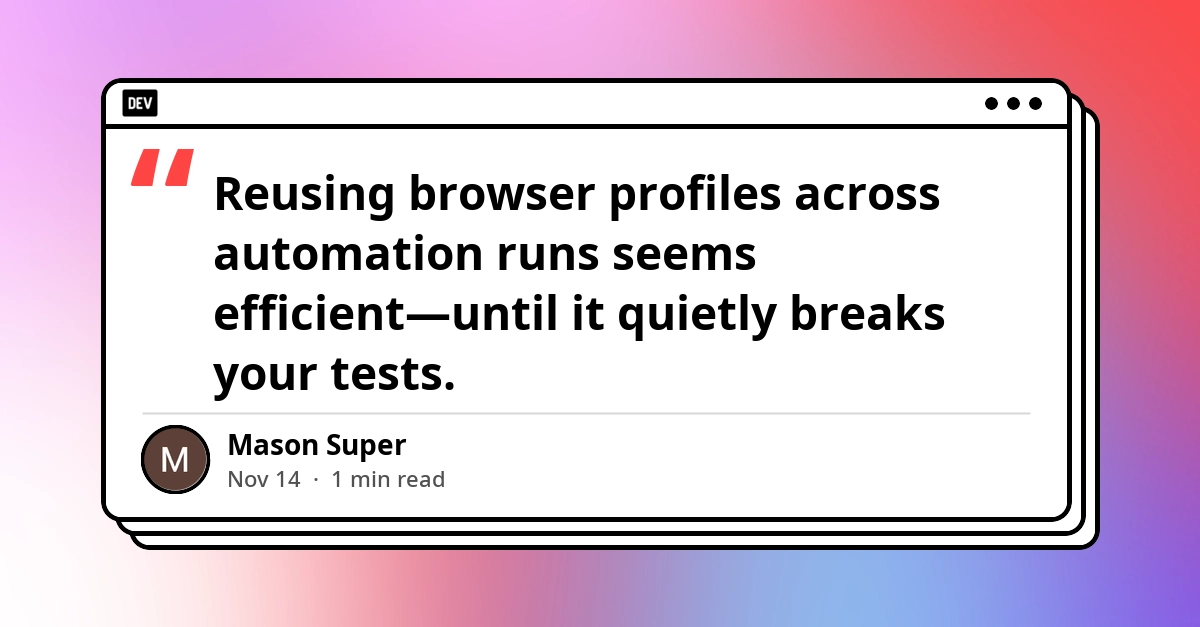 DEV
“
Reusing browser profiles across
automation runs seems
efficient—until it quietly breaks
your tests.
M
Mason Super
Nov 14 · 1 min read